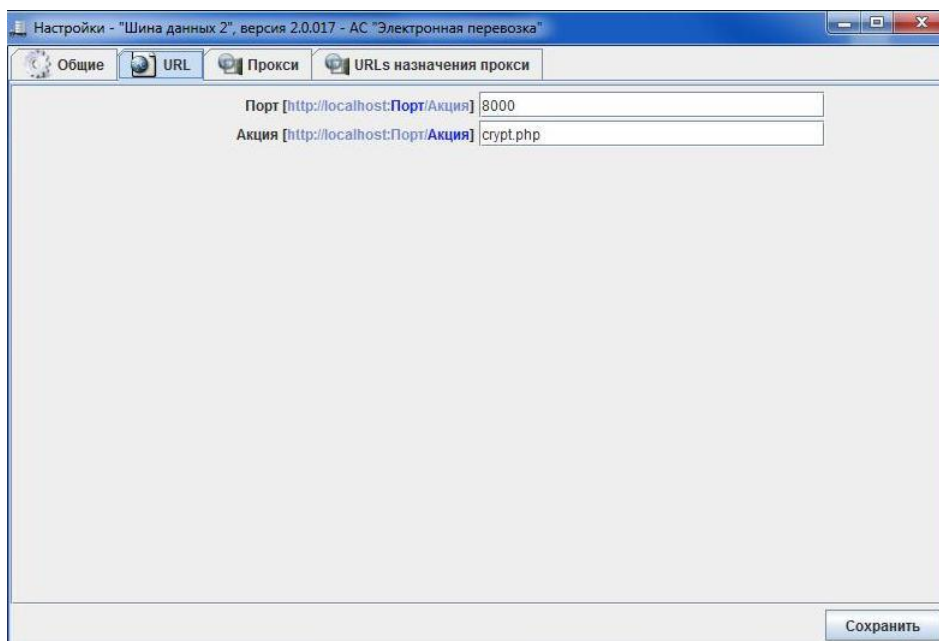 Настройки - "Шина данных 2", версия 2.0.017 - АС "Электронная перевозка"
Общие URL Прокси URLs назначения прокси
Порт [http://localhost:Порт/Акция] 8000
Акция [http://localhost:Порт/Акция] crypt.php
Сохранить